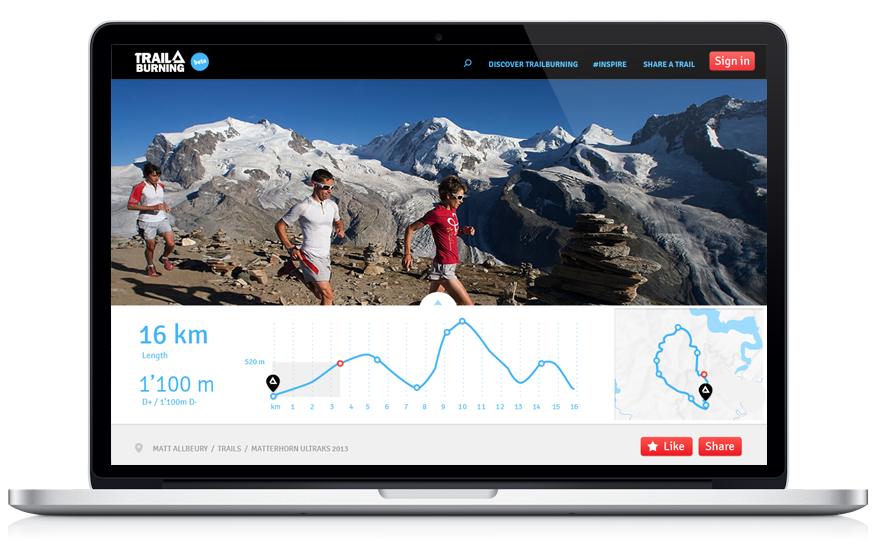 TRAIL
BURNING
beta
DISCOVER TRAILBURNING
#INSPIRE
SHARE A TRAIL
Sign in
16 km
Length
1'100 m
D+ / 1'100m D-
520 m
km 1 2 3 4 5 6 7 8 9 10 11 12 13 14 15 16
MATT ALLBEURY / TRAILS / MATTERHORN ULTRAKS 2013
Like
Share